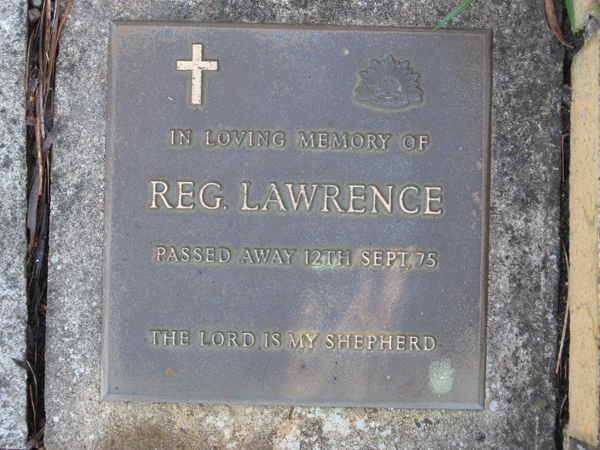 IN LOVING MEMORY OF
REG. LAWRENCE
PASSED AWAY 12TH SEPT. 75
THE LORD IS MY SHEPHERD